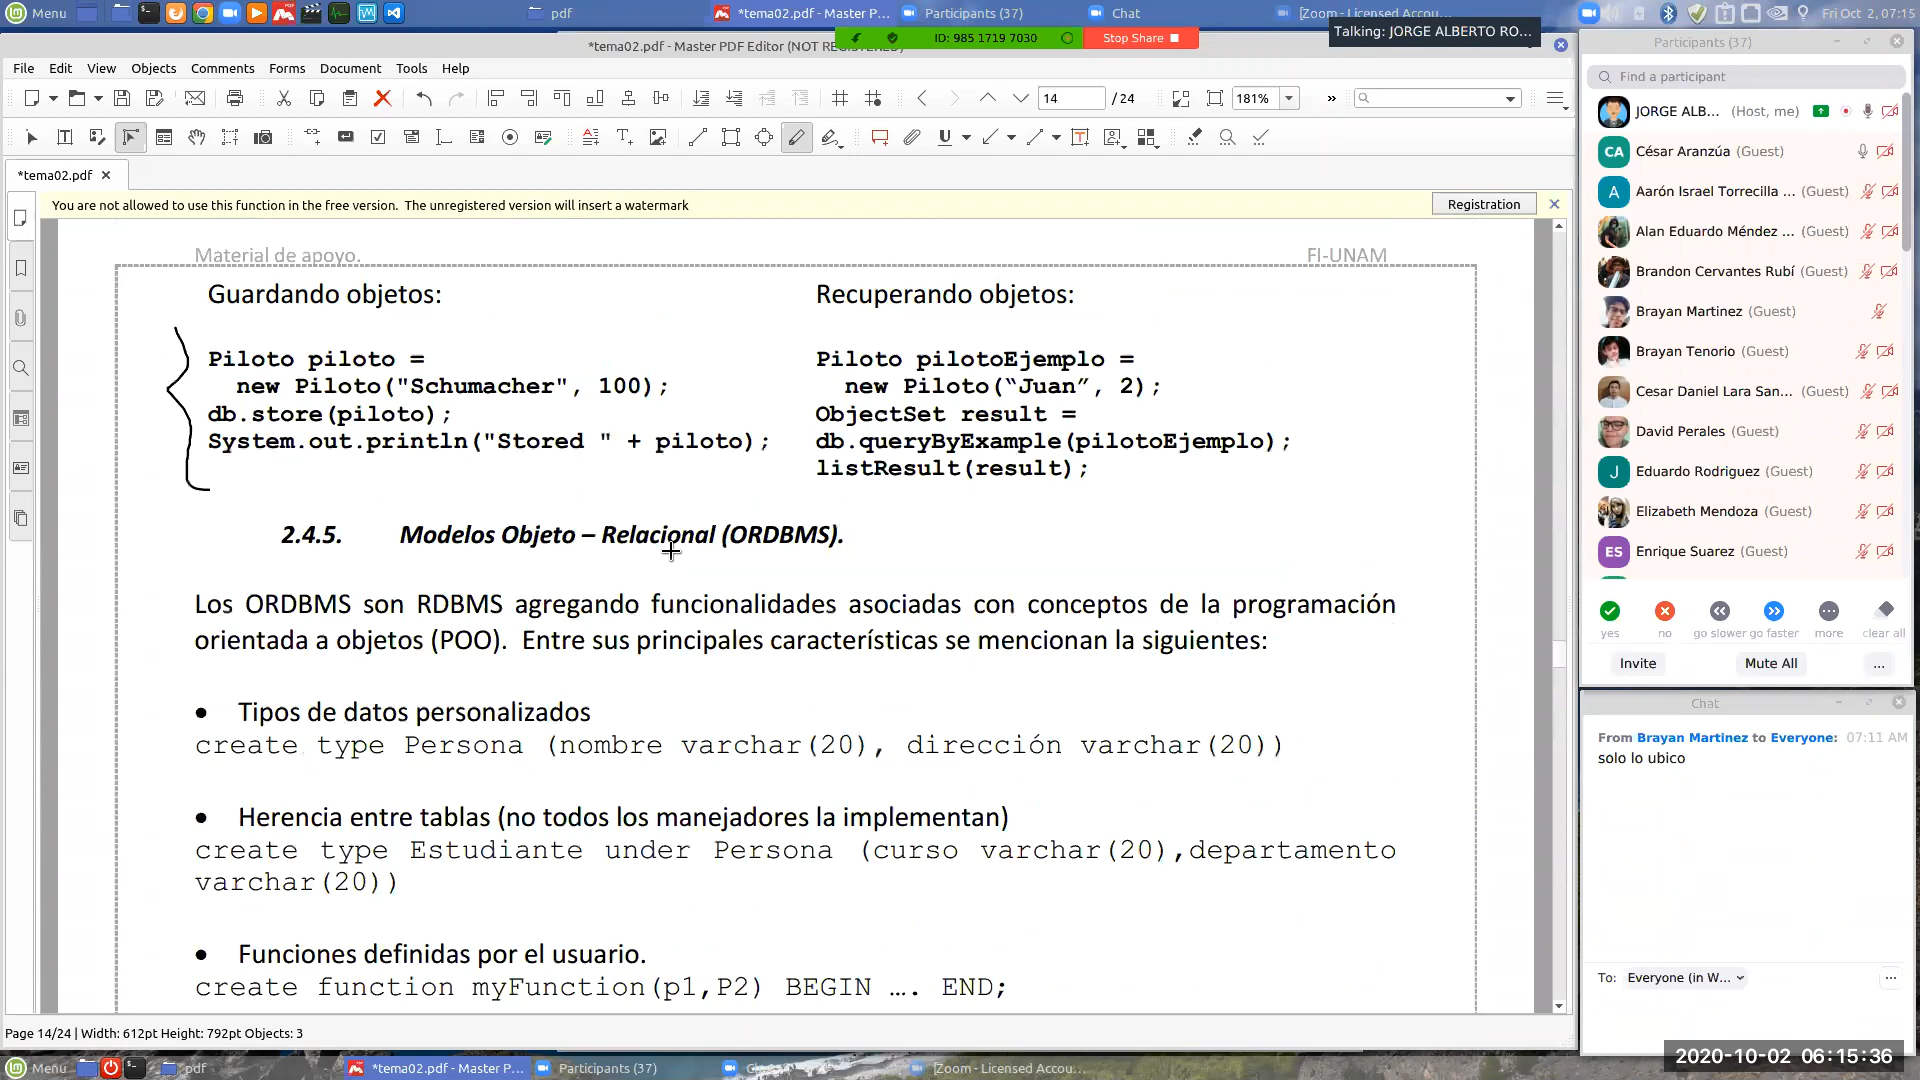 Menu
pdf
*tema02.pdf - Master P...
Participants (37)
Chat
[Zoom - Licensed Accou...
Fri Oct 2, 07:15
*tema02.pdf - Master PDF Editor (NOT REGISTERED)
ID: 985 1719 7030
Stop Share
Talking: JORGE ALBERTO RO...
File Edit View Objects Comments Forms Document Tools Help
14 / 24
181%
*tema02.pdf
You are not allowed to use this function in the free version. The unregistered version will insert a watermark
Registration
Material de apoyo.
FI-UNAM
Guardando objetos:
Piloto piloto =
new Piloto("Schumacher", 100);
db.store(piloto);
System.out.println("Stored " + piloto);
Recuperando objetos:
Piloto pilotoEjemplo =
new Piloto(“Juan”, 2);
ObjectSet result =
db.queryByExample(pilotoEjemplo);
listResult(result);
2.4.5. Modelos Objeto – Relacional (ORDBMS).
Los ORDBMS son RDBMS agregando funcionalidades asociadas con conceptos de la programación
orientada a objetos (POO). Entre sus principales características se mencionan la siguientes:
• Tipos de datos personalizados
create type Persona (nombre varchar(20), dirección varchar(20))
• Herencia entre tablas (no todos los manejadores la implementan)
create type Estudiante under Persona (curso varchar(20),departamento
varchar(20))
• Funciones definidas por el usuario.
create function myFunction(p1,P2) BEGIN …. END;
Page 14/24 | Width: 612pt Height: 792pt Objects: 3
Participants (37)
Find a participant
JORGE ALB... (Host, me)
CA César Aranzúa (Guest)
A Aarón Israel Torrecilla ... (Guest)
Alan Eduardo Méndez ... (Guest)
Brandon Cervantes Rubí (Guest)
Brayan Martinez (Guest)
Brayan Tenorio (Guest)
Cesar Daniel Lara San... (Guest)
David Perales (Guest)
J Eduardo Rodriguez (Guest)
Elizabeth Mendoza (Guest)
ES Enrique Suarez (Guest)
yes no go slower go faster more clear all
Invite
Mute All
...
Chat
From Brayan Martinez to Everyone: 07:11 AM
solo lo ubico
To: Everyone (in W...
Menu
pdf
*tema02.pdf - Master P...
Participants (37)
[Zoom - Licensed Accou...
2020-10-02 06:15:36